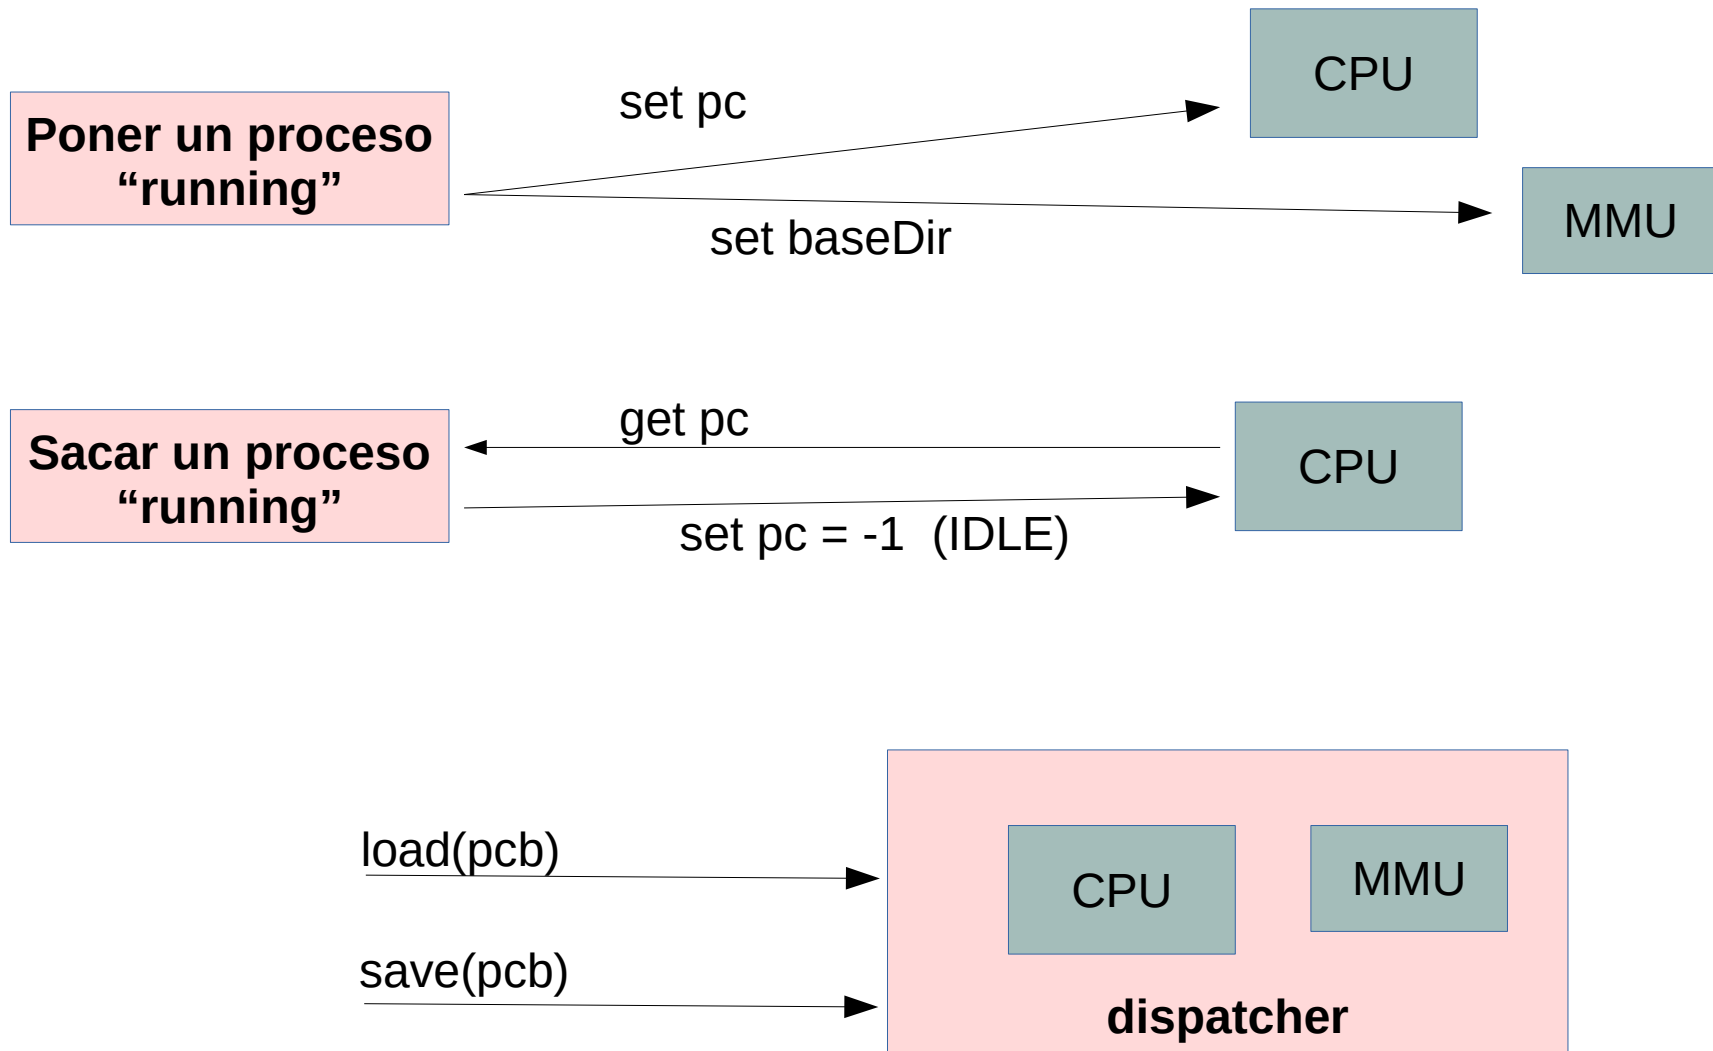 CPU
set pc
Poner un proceso
“running”
MMU
set baseDir
get pc
Sacar un proceso
“running”
CPU
set pc = -1  (IDLE)
load(pcb)
CPU
MMU
save(pcb)
dispatcher